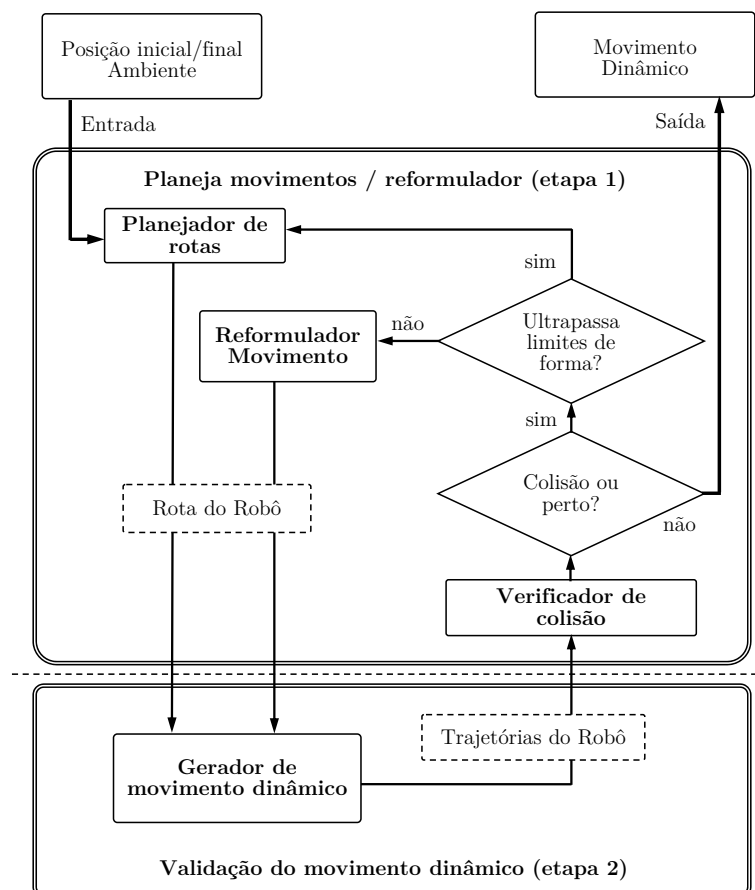 Posição inicial/final
Ambiente
Movimento
Dinâmico
Entrada
Saída
Planeja movimentos / reformulador (etapa 1)
Planejador de
rotas
sim
Ultrapassa
limites de
forma?
não
Reformulador
Movimento
sim
Colisão ou
perto?
não
Rota do Robô
Verificador de
colisão
Trajetórias do Robô
Gerador de
movimento dinâmico
Validação do movimento dinâmico (etapa 2)